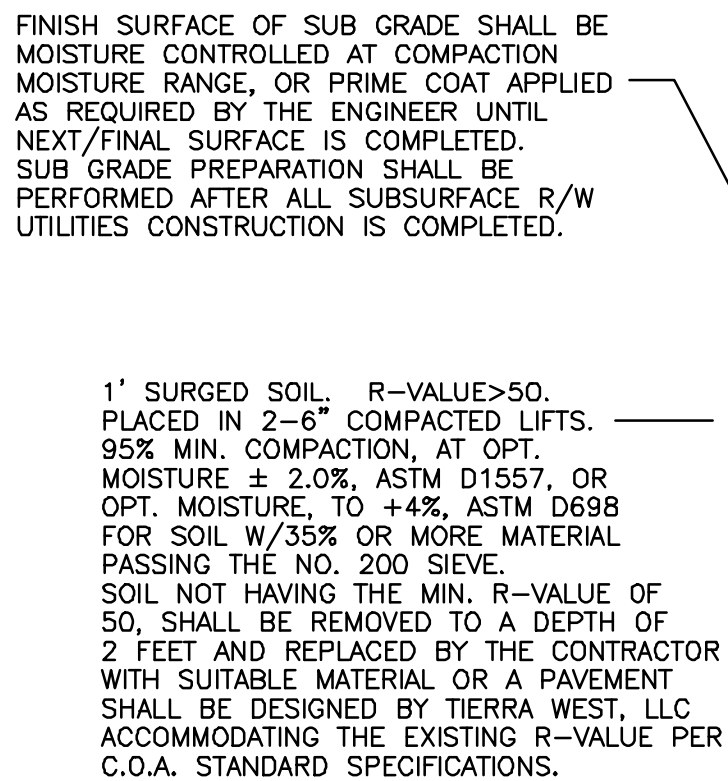 FINISH SURFACE OF SUB GRADE SHALL BE
MOISTURE CONTROLLED AT COMPACTION
MOISTURE RANGE, OR PRIME COAT APPLIED
AS REQUIRED BY THE ENGINEER UNTIL
NEXT/FINAL SURFACE IS COMPLETED.
SUB GRADE PREPARATION SHALL BE
PERFORMED AFTER ALL SUBSURFACE R/W
UTILITIES CONSTRUCTION IS COMPLETED.
1' SURGED SOIL. R-VALUE>50.
PLACED IN 2-6" COMPACTED LIFTS.
95% MIN. COMPACTION, AT OPT.
MOISTURE ± 2.0%, ASTM D1557, OR
OPT. MOISTURE, TO +4%, ASTM D698
FOR SOIL W/35% OR MORE MATERIAL
PASSING THE NO. 200 SIEVE.
SOIL NOT HAVING THE MIN. R-VALUE OF
50, SHALL BE REMOVED TO A DEPTH OF
2 FEET AND REPLACED BY THE CONTRACTOR
WITH SUITABLE MATERIAL OR A PAVEMENT
SHALL BE DESIGNED BY TIERRA WEST, LLC
ACCOMMODATING THE EXISTING R-VALUE PER
C.O.A. STANDARD SPECIFICATIONS.